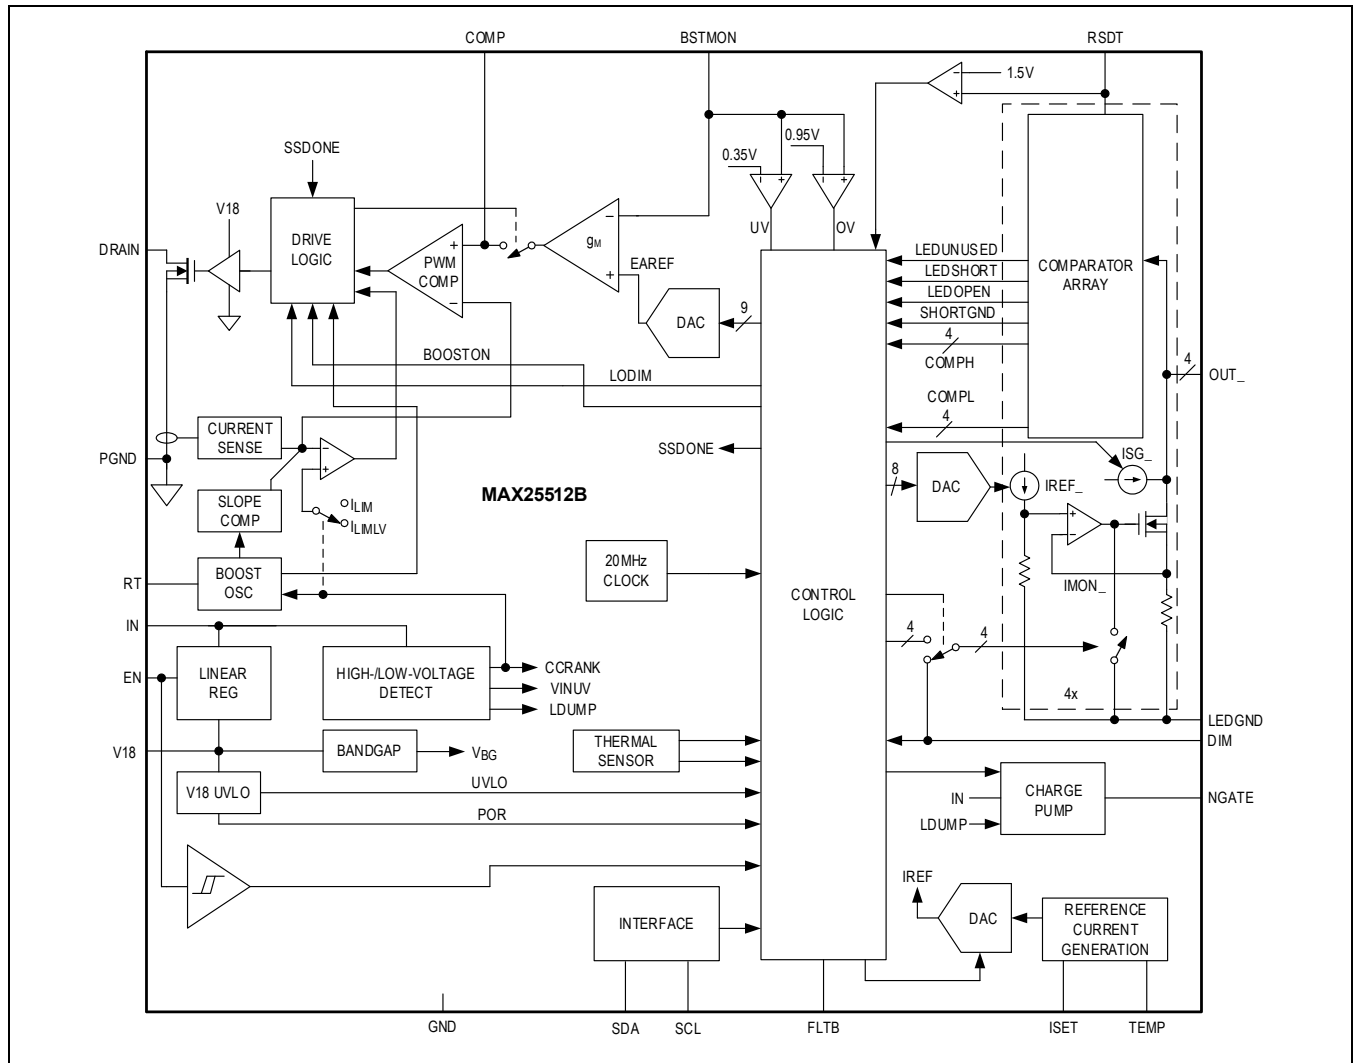 COMP
BSTMON
RSDT
1.5V
SSDONE
0.35V
0.95V
V18
DRAIN
DRIVE
LOGIC
PWM
COMP
+
−
gM
−
+
EAREF
UV
OV
−
+
LEDUNUSED
LEDSHORT
LEDOPEN
SHORTGND
4
COMPH
COMPL
4
COMPARATOR
ARRAY
DAC
9
BOOSTON
LODIM
4
OUT_
CURRENT
SENSE
PGND
−
+
SSDONE
MAX25512B
8
DAC
ISG_
IREF_
+
−
IMON_
SLOPE
COMP
ILIM
ILIMLV
RT
BOOST
OSC
20MHz
CLOCK
CONTROL
LOGIC
4
4
4x
IN
EN
LINEAR
REG
HIGH-/LOW-VOLTAGE
DETECT
CCRANK
VINUV
LDUMP
LEDGND
DIM
V18
BANDGAP
VBG
THERMAL
SENSOR
V18 UVLO
UVLO
POR
IN
LDUMP
CHARGE
PUMP
NGATE
INTERFACE
IREF
DAC
REFERENCE
CURRENT
GENERATION
GND
SDA
SCL
FLTB
ISET
TEMP